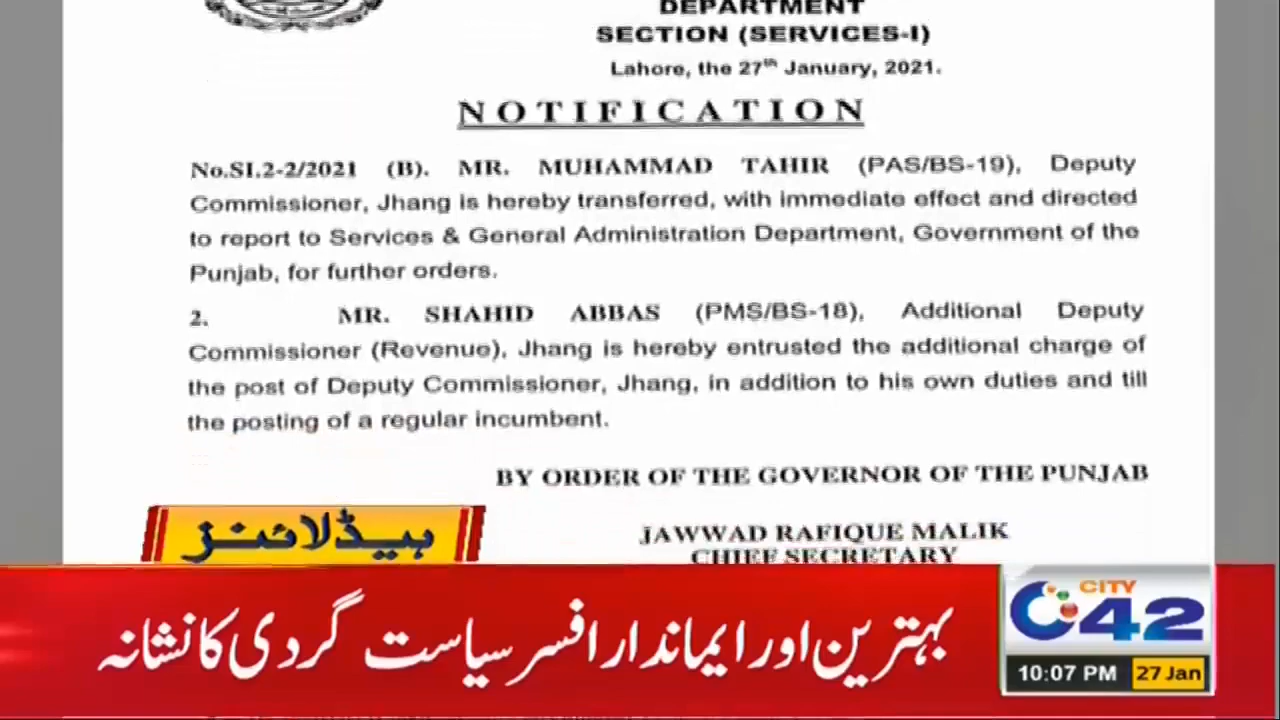 DEPARTMENT
SECTION (SERVICES-I)
Lahore, the 27th January, 2021.
NOTIFICATION
No.SI.2-2/2021 (B). MR. MUHAMMAD TAHIR (PAS/BS-19), Deputy
Commissioner, Jhang is hereby transferred, with immediate effect and directed
to report to Services & General Administration Department, Government of the
Punjab, for further orders.
2. MR. SHAHID ABBAS (PMS/BS-18), Additional Deputy
Commissioner (Revenue), Jhang is hereby entrusted the additional charge of
the post of Deputy Commissioner, Jhang, in addition to his own duties and till
the posting of a regular incumbent.
BY ORDER OF THE GOVERNOR OF THE PUNJAB
JAWWAD RAFIQUE MALIK
CHIEF SECRETARY
ہیڈلائنز
بہترین اور ایماندار افسر سیاست گردی کا نشانہ
CITY
42
10:07 PM 27 Jan